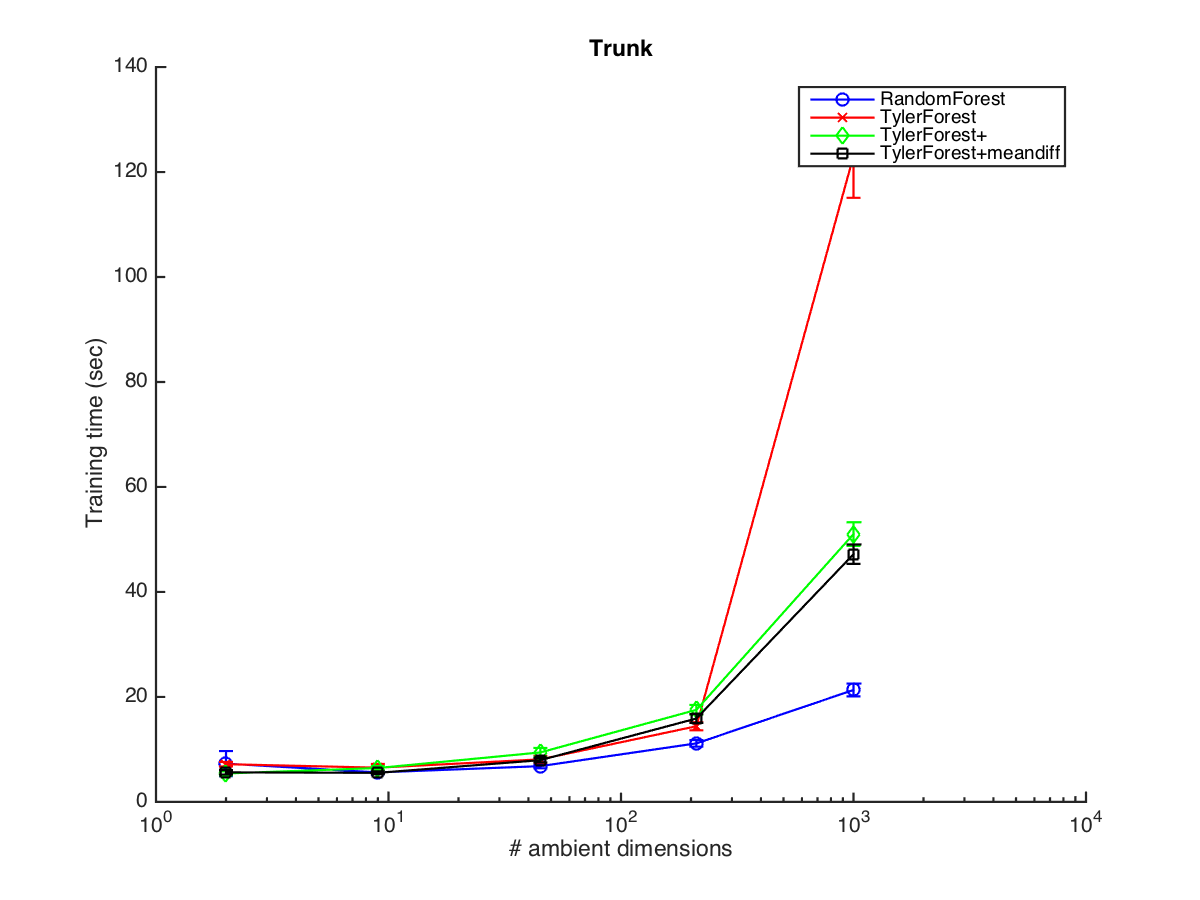 Trunk
140
120
100
80
60
40
20
0
Training time (sec)
RandomForest
TylerForest
TylerForest+
TylerForest+meandiff
10^0 10^1 10^2 10^3 10^4
# ambient dimensions